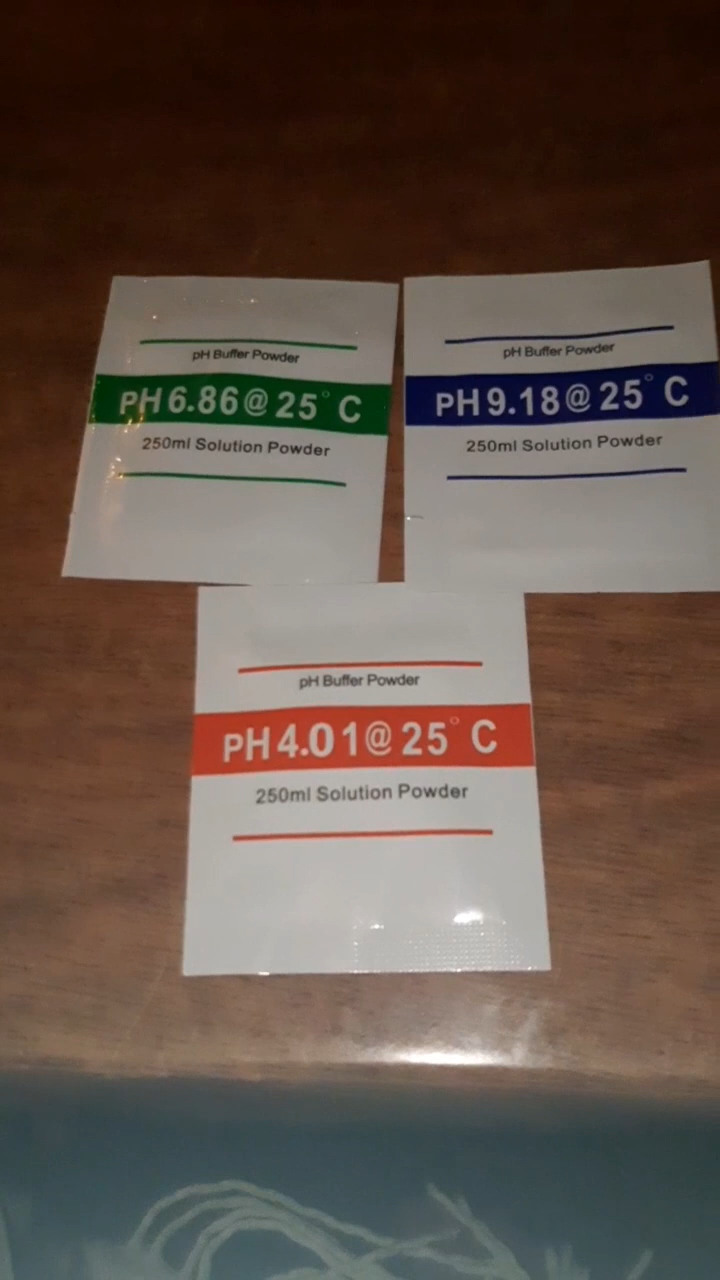 pH Buffer Powder
PH 6.86 @ 25° C
250ml Solution Powder
pH Buffer Powder
PH 9.18 @ 25° C
250ml Solution Powder
pH Buffer Powder
PH 4.01 @ 25° C
250ml Solution Powder